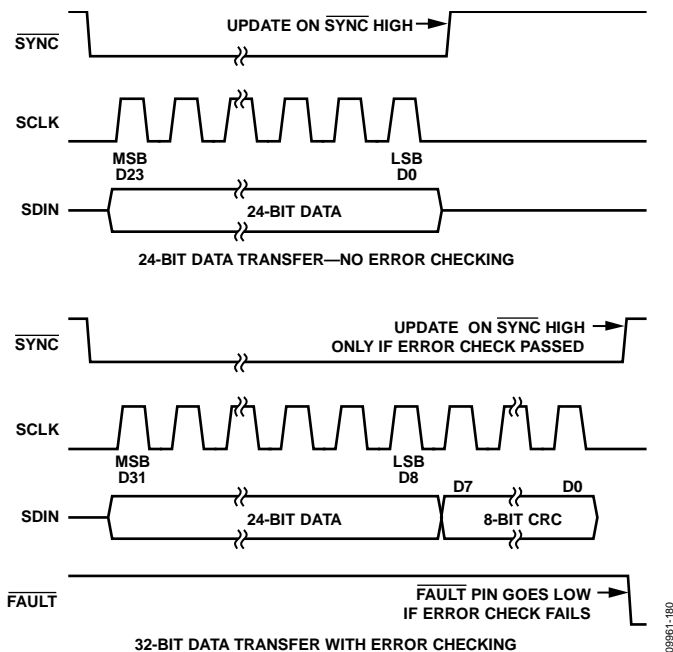 UPDATE ON SYNC HIGH
SYNC
SCLK
MSB
D23
LSB
D0
SDIN
24-BIT DATA
24-BIT DATA TRANSFER—NO ERROR CHECKING
UPDATE ON SYNC HIGH
ONLY IF ERROR CHECK PASSED
SYNC
SCLK
MSB
D31
LSB
D8
D7
D0
SDIN
24-BIT DATA
8-BIT CRC
FAULT
FAULT PIN GOES LOW
IF ERROR CHECK FAILS
32-BIT DATA TRANSFER WITH ERROR CHECKING
09961-180